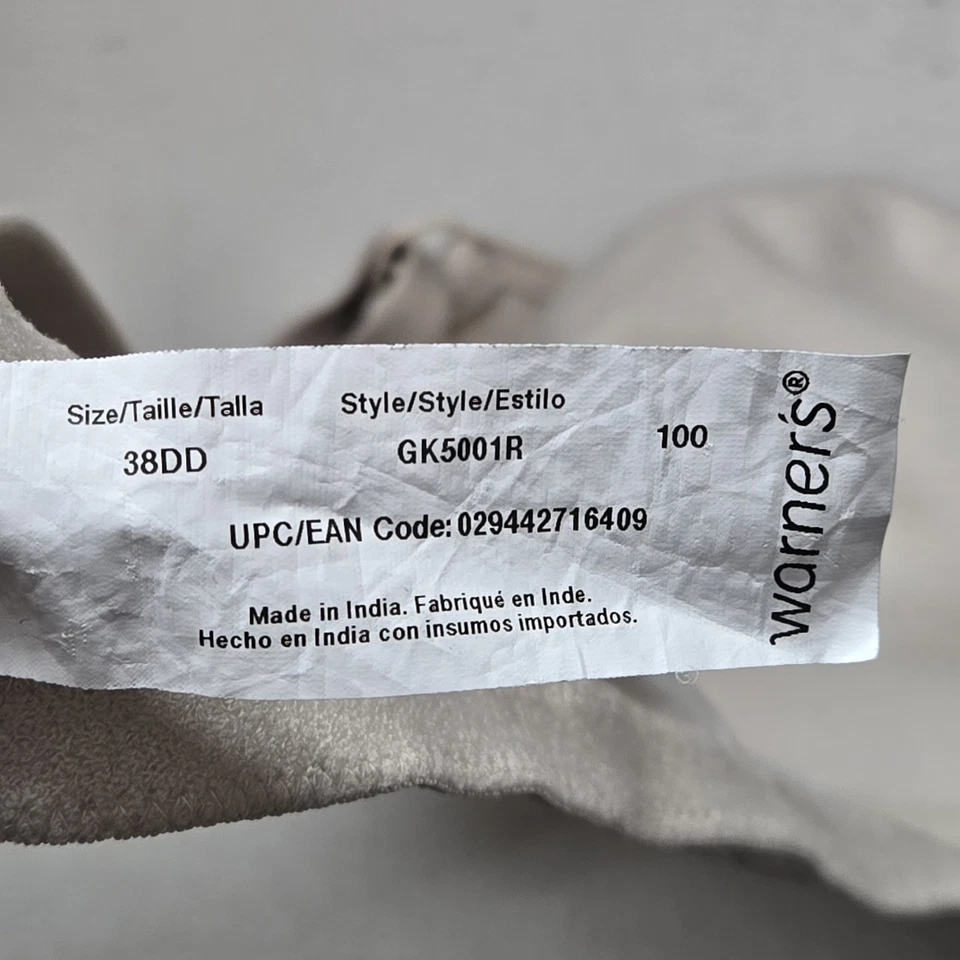 Size/Taille/Talla Style/Style/Estilo
38DD GK5001R 100
UPC/EAN Code: 029442716409
Made in India. Fabriqué en Inde.
Hecho en India con insumos importados.
warner's®